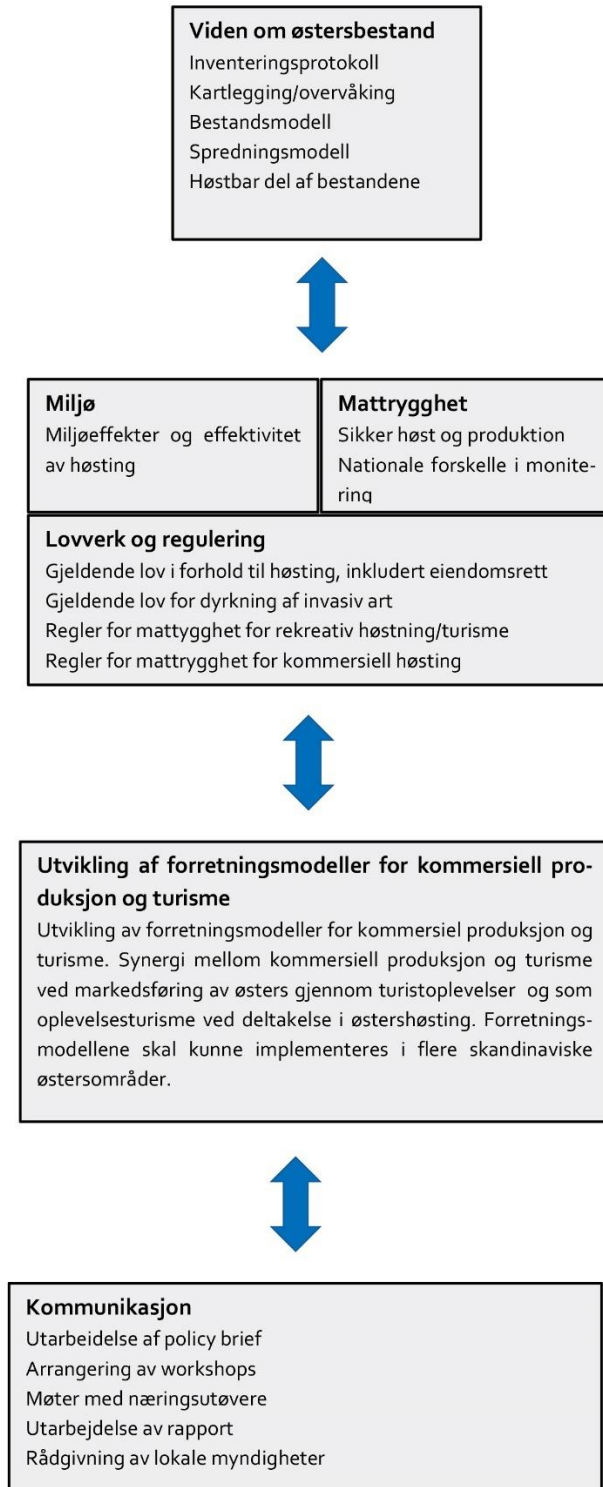 Viden om østersbestand
Inventeringsprotokoll
Kartlegging/overvåking
Bestandsmodell
Spredningsmodell
Høstbar del af bestandene
Miljø
Miljøeffekter og effektivitet
av høsting
Mattrygghet
Sikker høst og produktion
Nationale forskelle i monite-
ring
Lovverk og regulering
Gjeldende lov i forhold til høsting, inkludert eiendomsrett
Gjeldende lov for dyrkning af invasiv art
Regler for mattygghet for rekreativ høstning/turisme
Regler for mattrygghet for kommersiell høsting
Utvikling af forretningsmodeller for kommersiell pro-
duksjon og turisme
Utvikling av forretningsmodeller for kommersiel produksjon og
turisme. Synergi mellom kommersiell produksjon og turisme
ved markedsføring av østers gjennom turistoplevelser og som
oplevelsesturisme ved deltakelse i østershøsting. Forretnings-
modellene skal kunne implementeres i flere skandinaviske
østersområder.
Kommunikasjon
Utarbeidelse af policy brief
Arrangering av workshops
Møter med næringsutøvere
Utarbejdelse av rapport
Rådgivning av lokale myndigheter